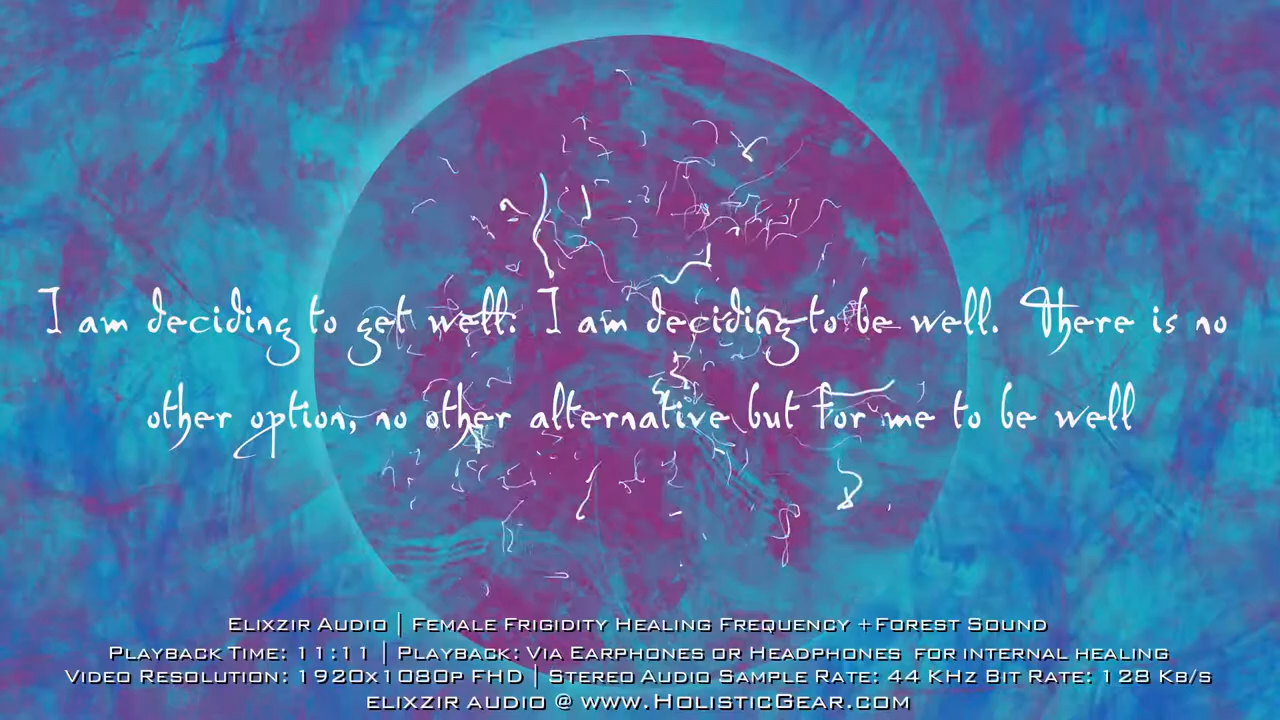 I am deciding to get well. I am deciding to be well. There is no
other option, no other alternative but for me to be well
Elixzir Audio | Female Frigidity Healing Frequency +Forest Sound
Playback Time: 11:11 | Playback: Via Earphones or Headphones for internal healing
Video Resolution: 1920x1080p FHD | Stereo Audio Sample Rate: 44 KHz Bit Rate: 128 Kb/s
elixzir audio @ www.HolisticGear.com